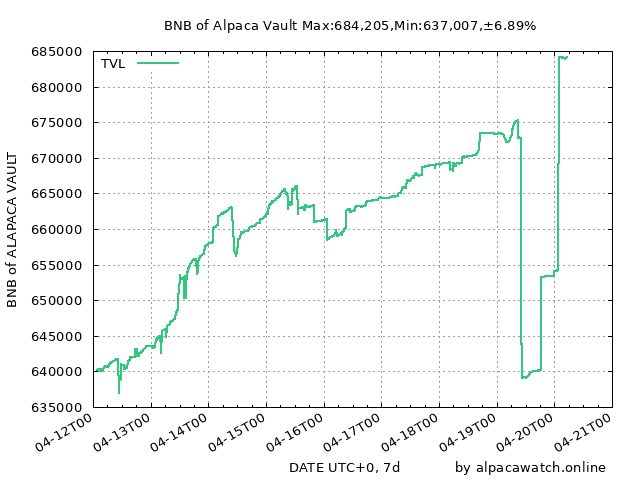 BNB of Alpaca Vault Max:684,205,Min:637,007,±6.89%
TVL
685000
680000
675000
670000
665000
660000
655000
650000
645000
640000
635000
BNB of ALAPACA VAULT
04-12T00
04-13T00
04-14T00
04-15T00
04-16T00
04-17T00
04-18T00
04-19T00
04-20T00
04-21T00
DATE UTC+0, 7d
by alpacawatch.online